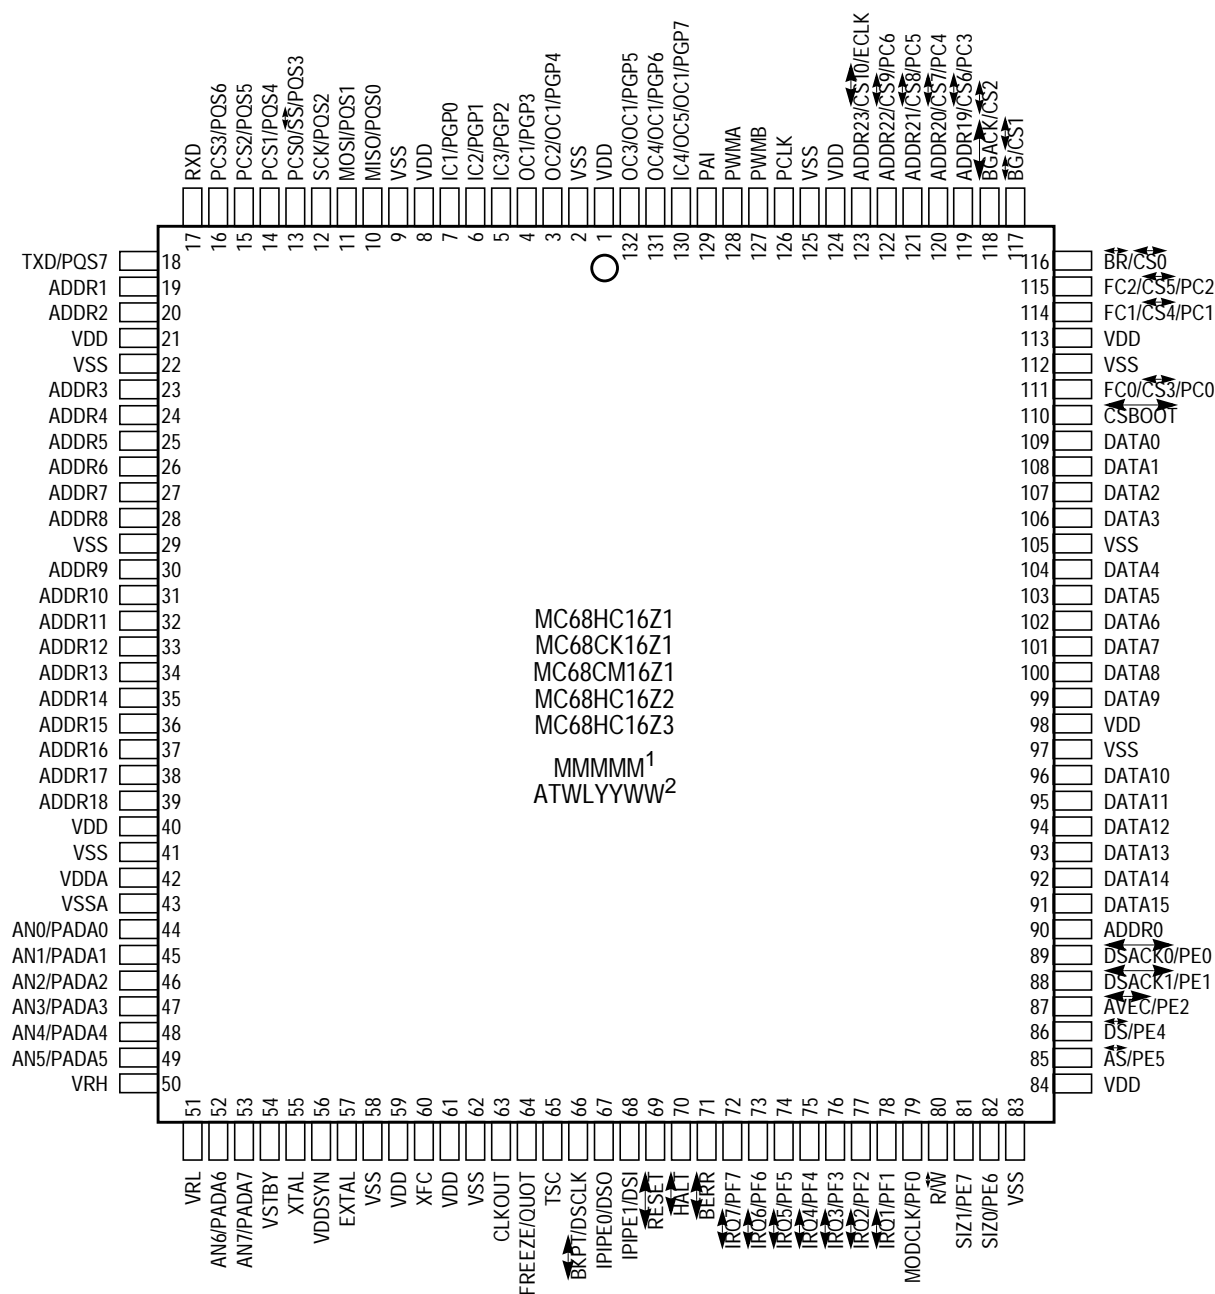 RXD
PCS3/PQS6
PCS2/PQS5
PCS1/PQS4
PCS0/SS/PQS3
SCK/PQS2
MOSI/PQS1
MISO/PQS0
VSS
VDD
IC1/PGP0
IC2/PGP1
IC3/PGP2
OC1/PGP3
OC2/OC1/PGP4
VSS
VDD
OC3/OC1/PGP5
OC4/OC1/PGP6
IC4/OC5/OC1/PGP7
PAI
PWMA
PWMB
PCLK
VSS
VDD
ADDR23/CS10/ECLK
ADDR22/CS9/PC6
ADDR21/CS8/PC5
ADDR20/CS7/PC4
ADDR19/CS6/PC3
BGACK/CS2
BG/CS1
17
16
15
14
13
12
11
10
9
8
7
6
5
4
3
2
1
132
131
130
129
128
127
126
125
124
123
122
121
120
119
118
117
TXD/PQS7 18
ADDR1 19
ADDR2 20
VDD 21
VSS 22
ADDR3 23
ADDR4 24
ADDR5 25
ADDR6 26
ADDR7 27
ADDR8 28
VSS 29
ADDR9 30
ADDR10 31
ADDR11 32
ADDR12 33
ADDR13 34
ADDR14 35
ADDR15 36
ADDR16 37
ADDR17 38
ADDR18 39
VDD 40
VSS 41
VDDA 42
VSSA 43
AN0/PADA0 44
AN1/PADA1 45
AN2/PADA2 46
AN3/PADA3 47
AN4/PADA4 48
AN5/PADA5 49
VRH 50
MC68HC16Z1
MC68CK16Z1
MC68CM16Z1
MC68HC16Z2
MC68HC16Z3
MMMMM1
ATWLYYWW2
116 BR/CS0
115 FC2/CS5/PC2
114 FC1/CS4/PC1
113 VDD
112 VSS
111 FC0/CS3/PC0
110 CSBOOT
109 DATA0
108 DATA1
107 DATA2
106 DATA3
105 VSS
104 DATA4
103 DATA5
102 DATA6
101 DATA7
100 DATA8
99 DATA9
98 VDD
97 VSS
96 DATA10
95 DATA11
94 DATA12
93 DATA13
92 DATA14
91 DATA15
90 ADDR0
89 DSACK0/PE0
88 DSACK1/PE1
87 AVEC/PE2
86 DS/PE4
85 AS/PE5
84 VDD
51
52
53
54
55
56
57
58
59
60
61
62
63
64
65
66
67
68
69
70
71
72
73
74
75
76
77
78
79
80
81
82
83
VRL
AN6/PADA6
AN7/PADA7
VSTBY
XTAL
VDDSYN
EXTAL
VSS
VDD
XFC
VDD
VSS
CLKOUT
FREEZE/QUOT
TSC
BKPT/DSCLK
IPIPE0/DSO
IPIPE1/DSI
RESET
HALT
BERR
IRQ7/PF7
IRQ6/PF6
IRQ5/PF5
IRQ4/PF4
IRQ3/PF3
IRQ2/PF2
IRQ1/PF1
MODCLK/PF0
R/W
SIZ1/PE7
SIZ0/PE6
VSS